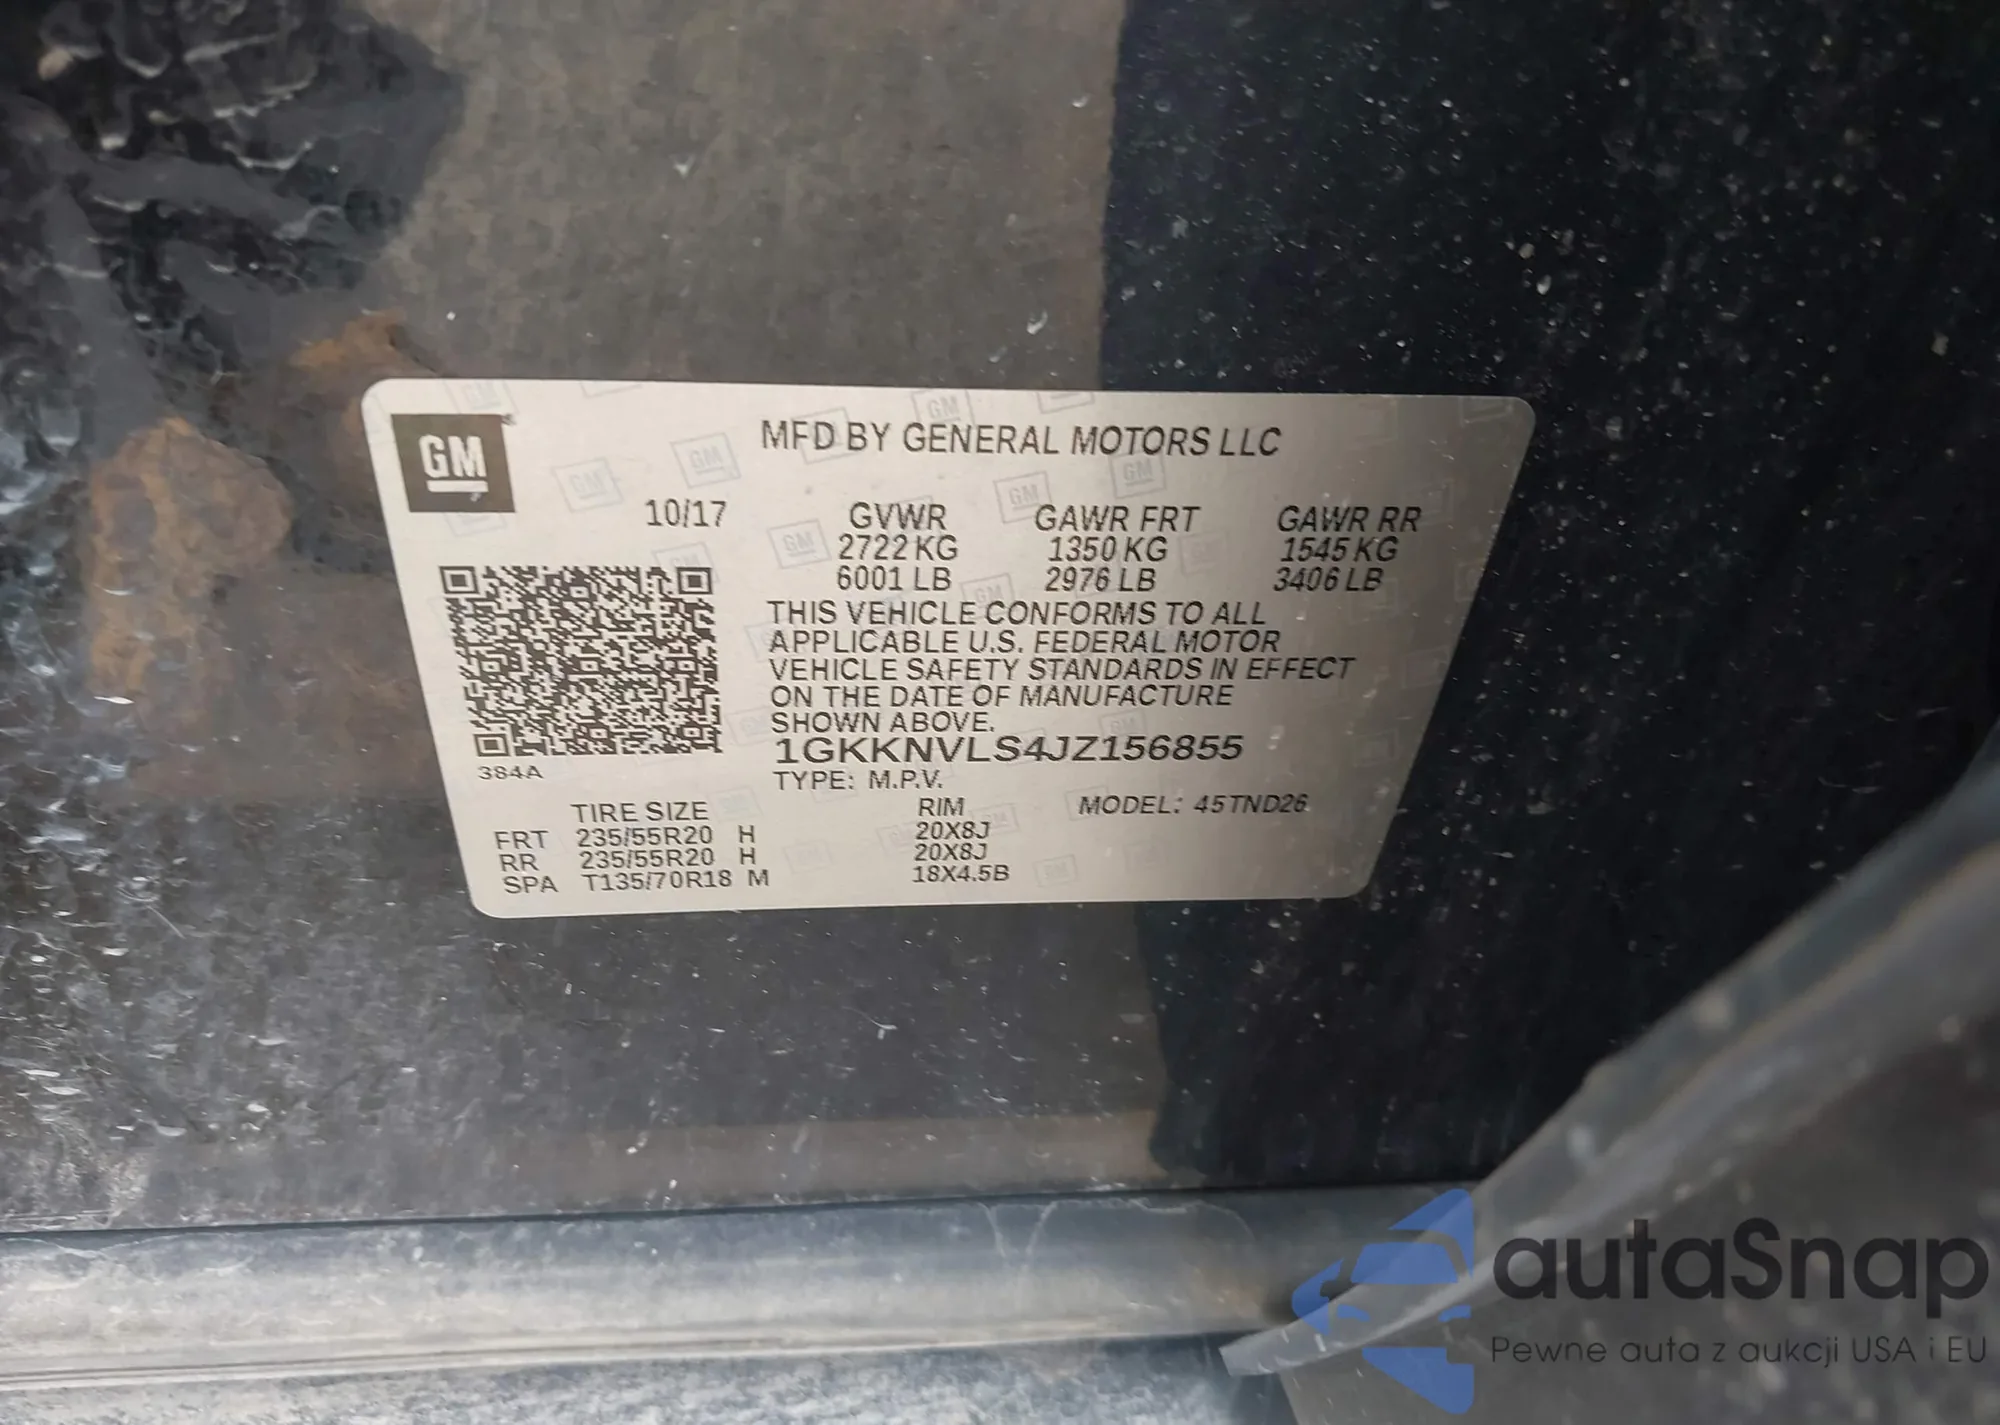 GM
MFD BY GENERAL MOTORS LLC
10/17
GVWR GAWR FRT GAWR RR
2722 KG 1350 KG 1545 KG
6001 LB 2976 LB 3406 LB
THIS VEHICLE CONFORMS TO ALL
APPLICABLE U.S. FEDERAL MOTOR
VEHICLE SAFETY STANDARDS IN EFFECT
ON THE DATE OF MANUFACTURE
SHOWN ABOVE.
1GKKNVLS4JZ156855
384A
TYPE: M.P.V.
TIRE SIZE RIM MODEL: 45TND26
FRT 235/55R20 H 20X8J
RR 235/55R20 H 20X8J
SPA T135/70R18 M 18X4.5B
autaSnap
Pewne auta z aukcji USA i EU